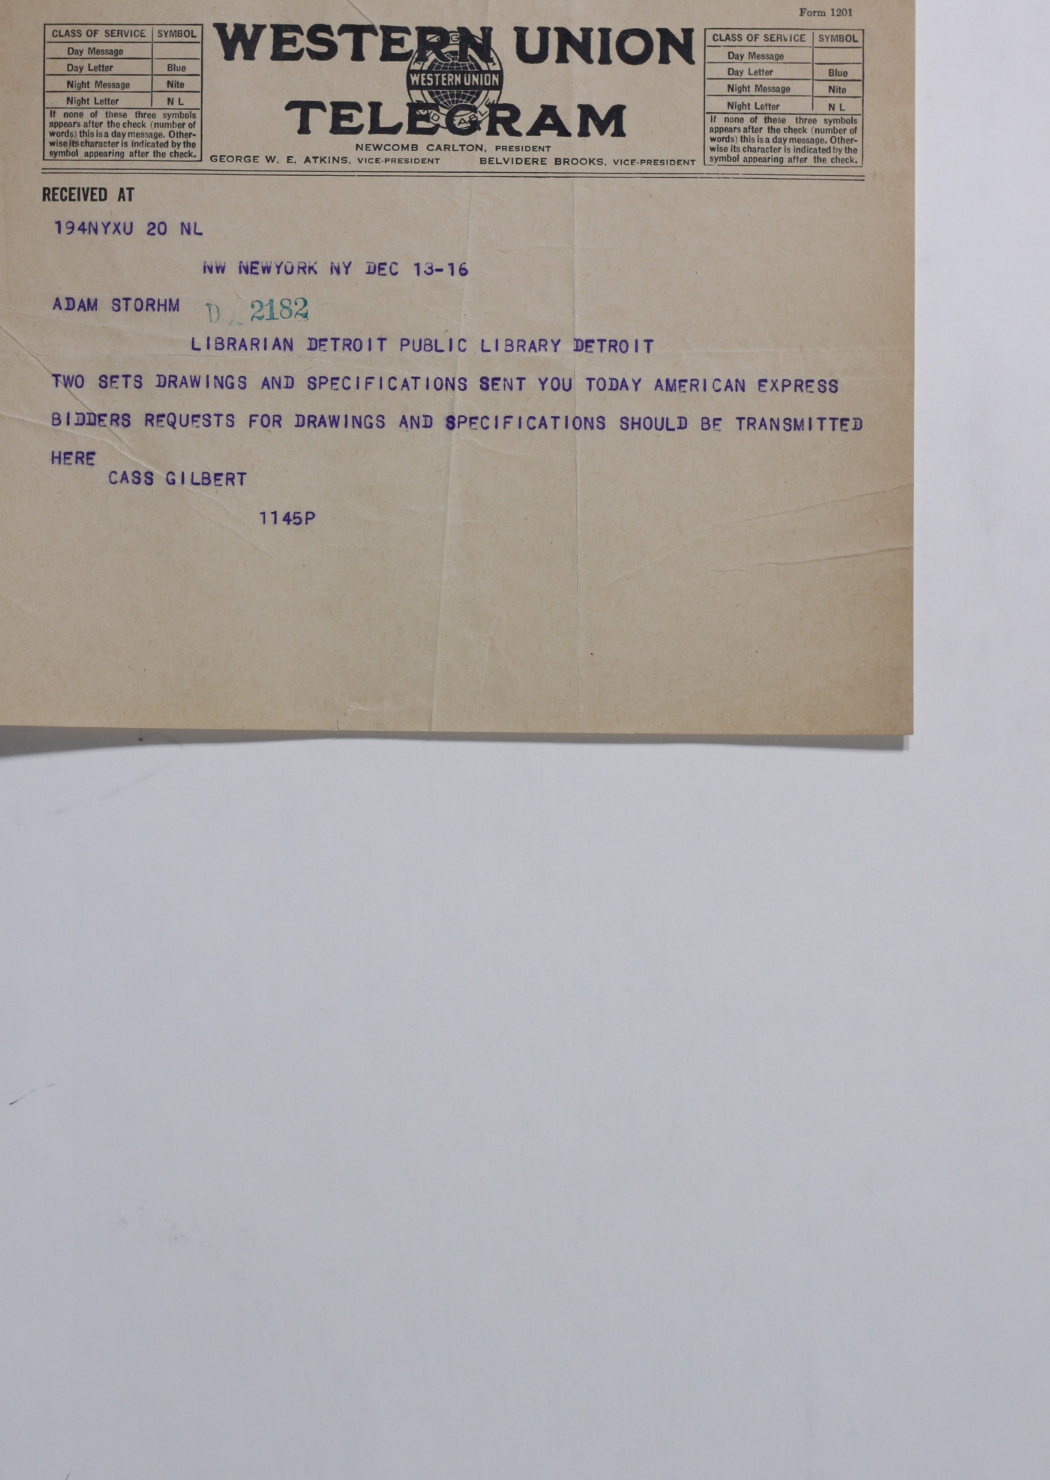 Form 1201
CLASS OF SERVICE SYMBOL
Day Message
Day Letter Blue
Night Message Nite
Night Letter N L
If none of these three symbols
appears after the check (number of
words) this is a day message. Other-
wise its character is indicated by the
symbol appearing after the check.
WESTERN UNION
WESTERN UNION
TELEGRAM
NEWCOMB CARLTON, PRESIDENT
GEORGE W. E. ATKINS, VICE-PRESIDENT BELVIDERE BROOKS, VICE-PRESIDENT
CLASS OF SERVICE SYMBOL
Day Message
Day Letter Blue
Night Message Nite
Night Letter N L
If none of these three symbols
appears after the check (number of
words) this is a day message. Other-
wise its character is indicated by the
symbol appearing after the check.
RECEIVED AT
194NYXU 20 NL
NW NEWYORK NY DEC 13-16
ADAM STORHM D 2182
LIBRARIAN DETROIT PUBLIC LIBRARY DETROIT
TWO SETS DRAWINGS AND SPECIFICATIONS SENT YOU TODAY AMERICAN EXPRESS
BIDDERS REQUESTS FOR DRAWINGS AND SPECIFICATIONS SHOULD BE TRANSMITTED
HERE
CASS GILBERT
1145P